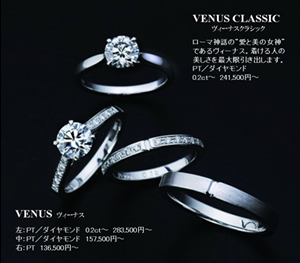 VENUS CLASSIC
ヴィーナスクラシック
ローマ神話の"愛と美の女神"
であるヴィーナス。着ける人の
美しさを最大限引き出します。
PT／ダイヤモンド
0.2ct〜 241,500円〜
VENUS ヴィーナス
左：PT／ダイヤモンド 0.2ct〜 283,500円〜
中：PT／ダイヤモンド 157,500円〜
右：PT 136,500円〜